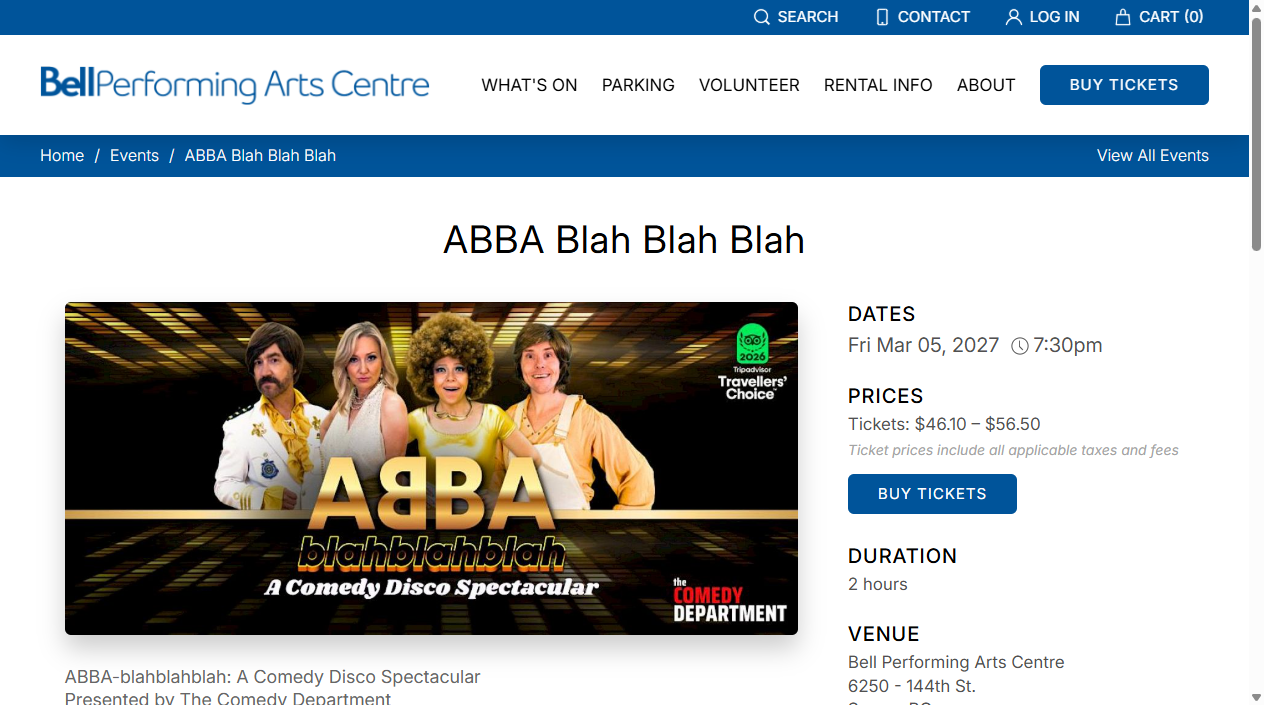 SEARCH CONTACT LOG IN CART (0)
BellPerforming Arts Centre WHAT'S ON PARKING VOLUNTEER RENTAL INFO ABOUT BUY TICKETS
Home / Events / ABBA Blah Blah Blah View All Events
ABBA Blah Blah Blah
2026
Tripadvisor
Travellers'
Choice™
ABBA
blahblahblah
A Comedy Disco Spectacular
the
COMEDY
DEPARTMENT
ABBA-blahblahblah: A Comedy Disco Spectacular
Presented by The Comedy Department
DATES
Fri Mar 05, 2027 7:30pm
PRICES
Tickets: $46.10 – $56.50
Ticket prices include all applicable taxes and fees
BUY TICKETS
DURATION
2 hours
VENUE
Bell Performing Arts Centre
6250 - 144th St.